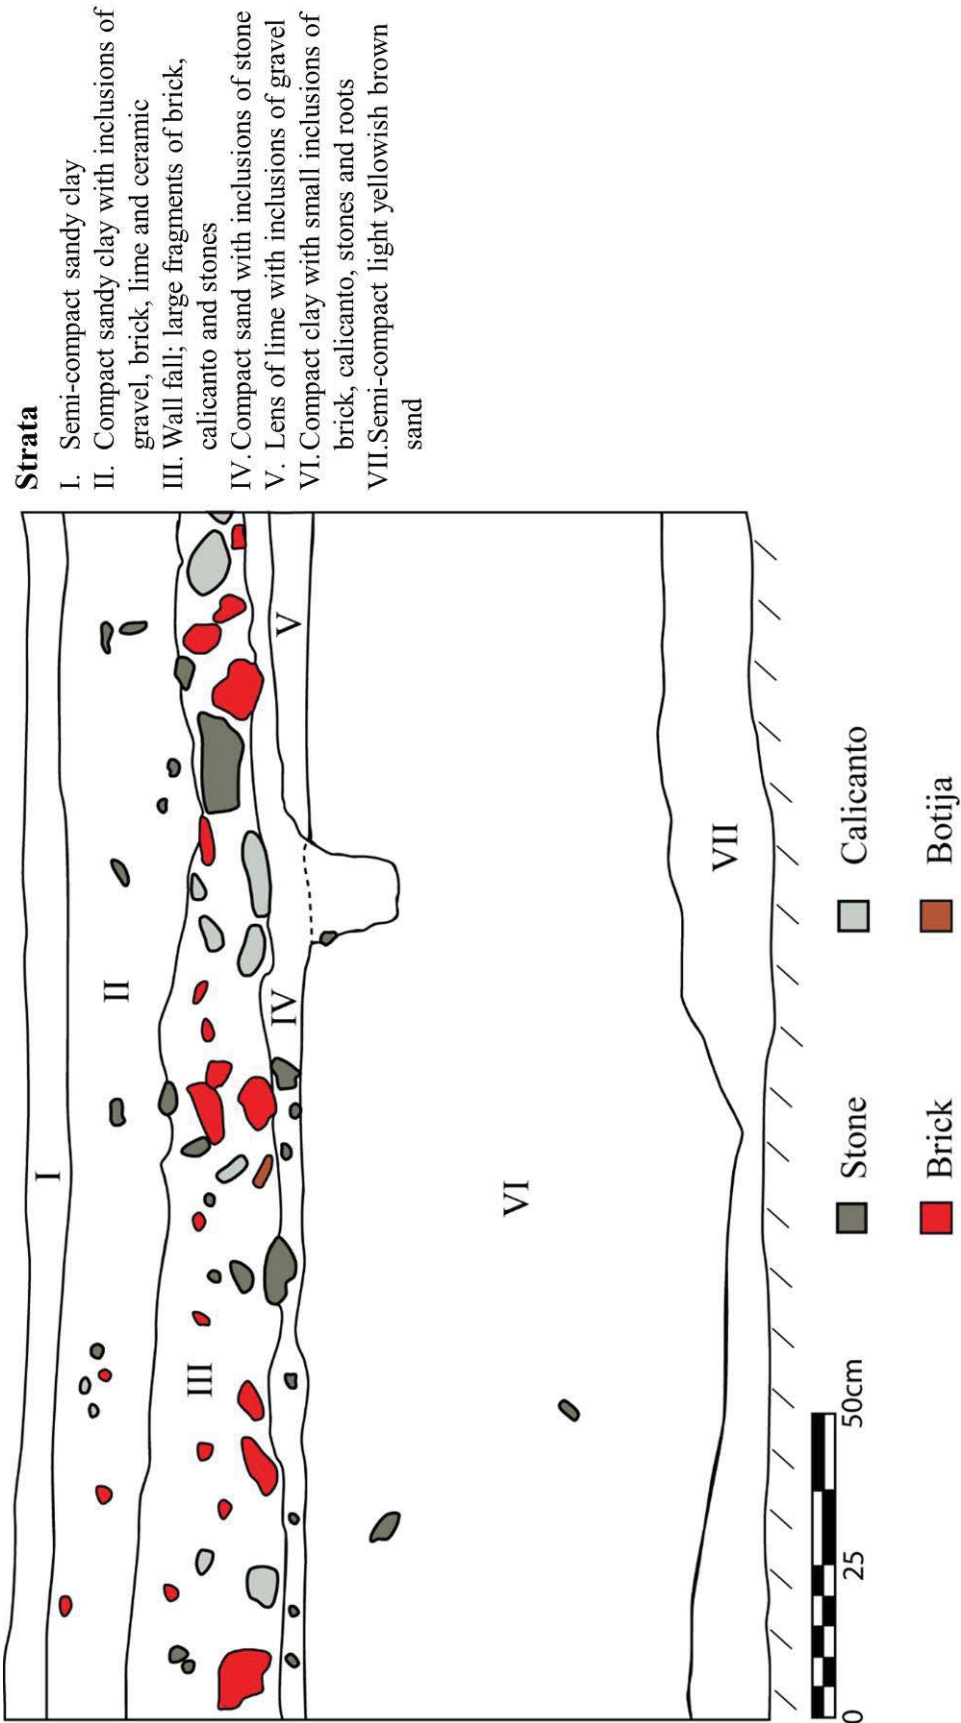 Strata
I. Semi-compact sandy clay
II. Compact sandy clay with inclusions of
gravel, brick, lime and ceramic
III. Wall fall; large fragments of brick,
calicanto and stones
IV. Compact sand with inclusions of stone
V. Lens of lime with inclusions of gravel
VI. Compact clay with small inclusions of
brick, calicanto, stones and roots
VII. Semi-compact light yellowish brown
sand
I
II
III
IV
V
VI
VII
0 25 50cm
Stone
Calicanto
Brick
Botija